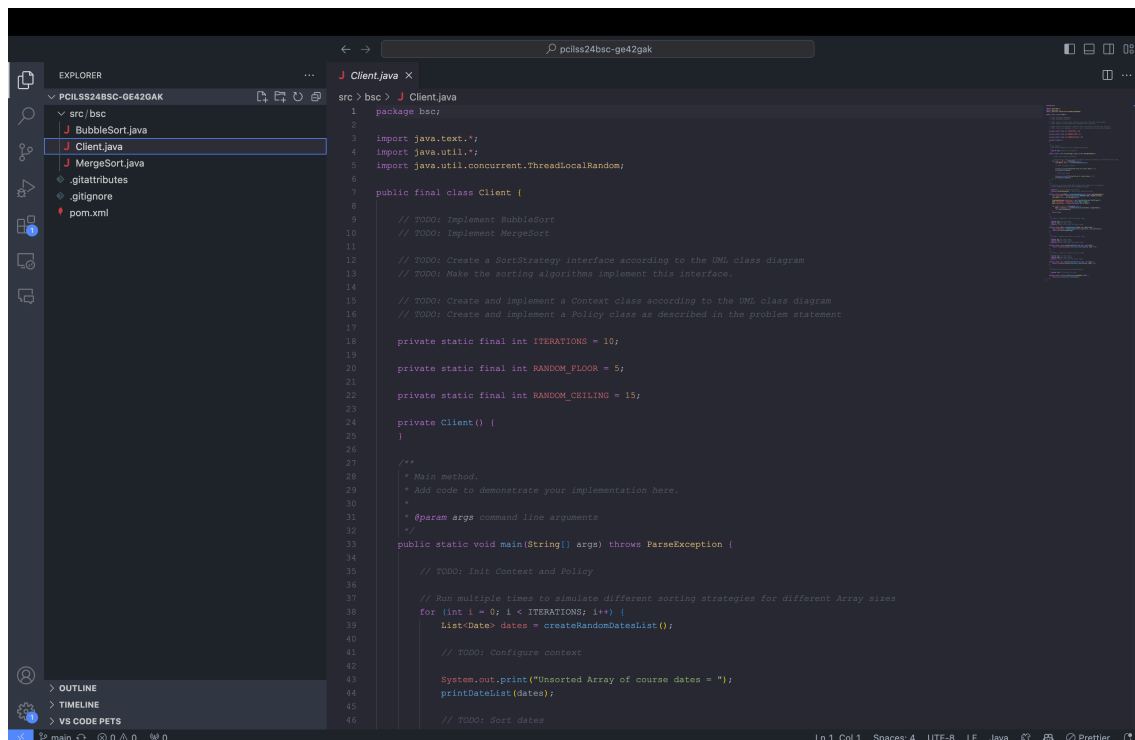 pcilss24bsc-ge42gak
EXPLORER
PCILSS24BSC-GE42GAK
src/bsc
J BubbleSort.java
J Client.java
J MergeSort.java
.gitattributes
.gitignore
pom.xml
OUTLINE
TIMELINE
VS CODE PETS
1
1
J Client.java ×
src > bsc > J Client.java
1 package bsc;
2
3 import java.text.*;
4 import java.util.*;
5 import java.util.concurrent.ThreadLocalRandom;
6
7 public final class Client {
8
9 // TODO: Implement BubbleSort
10 // TODO: Implement MergeSort
11
12 // TODO: Create a SortStrategy interface according to the UML class diagram
13 // TODO: Make the sorting algorithms implement this interface.
14
15 // TODO: Create and implement a Context class according to the UML class diagram
16 // TODO: Create and implement a Policy class as described in the problem statement
17
18 private static final int ITERATIONS = 10;
19
20 private static final int RANDOM_FLOOR = 5;
21
22 private static final int RANDOM_CEILING = 15;
23
24 private Client() {
25 }
26
27 /**
28 * Main method.
29 * Add code to demonstrate your implementation here.
30 *
31 * @param args command line arguments
32 */
33 public static void main(String[] args) throws ParseException {
34
35 // TODO: Init Context and Policy
36
37 // Run multiple times to simulate different sorting strategies for different Array sizes
38 for (int i = 0; i < ITERATIONS; i++) {
39 List<Date> dates = createRandomDatesList();
40
41 // TODO: Configure context
42
43 System.out.print("Unsorted Array of course dates = ");
44 printDateList(dates);
45
46 // TODO: Sort dates
main 0 0 0 Ln 1, Col 1 Spaces: 4 UTF-8 LF Java Prettier